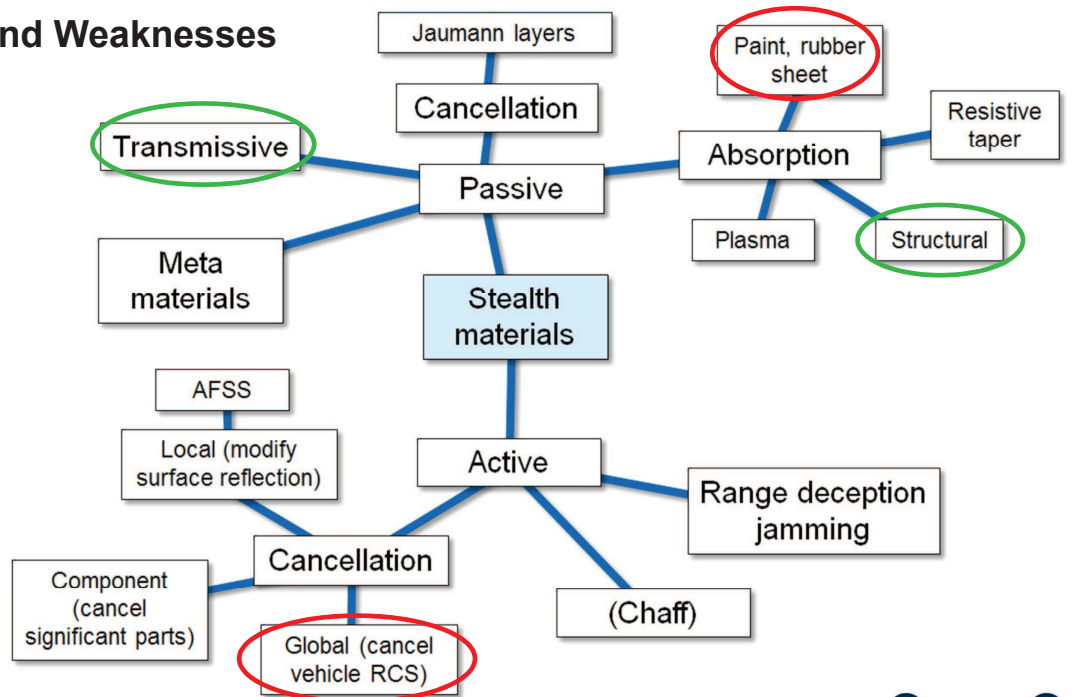 nd Weaknesses
Jaumann layers
Paint, rubber
sheet
Cancellation
Resistive
taper
Transmissive
Absorption
Passive
Plasma
Structural
Meta
materials
Stealth
materials
AFSS
Local (modify
surface reflection)
Active
Range deception
jamming
Cancellation
Component
(cancel
significant parts)
(Chaff)
Global (cancel
vehicle RCS)